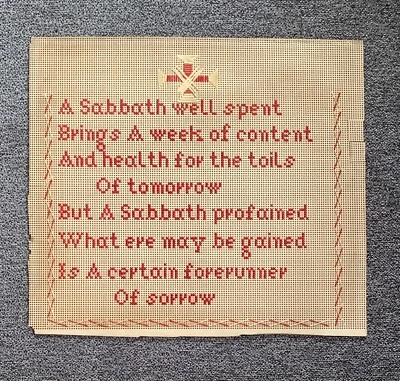 A Sabbath well spent
Brings A week of content
And health for the toils
Of tomorrow
But A Sabbath profained
What ere may be gained
Is A certain forerunner
Of sorrow